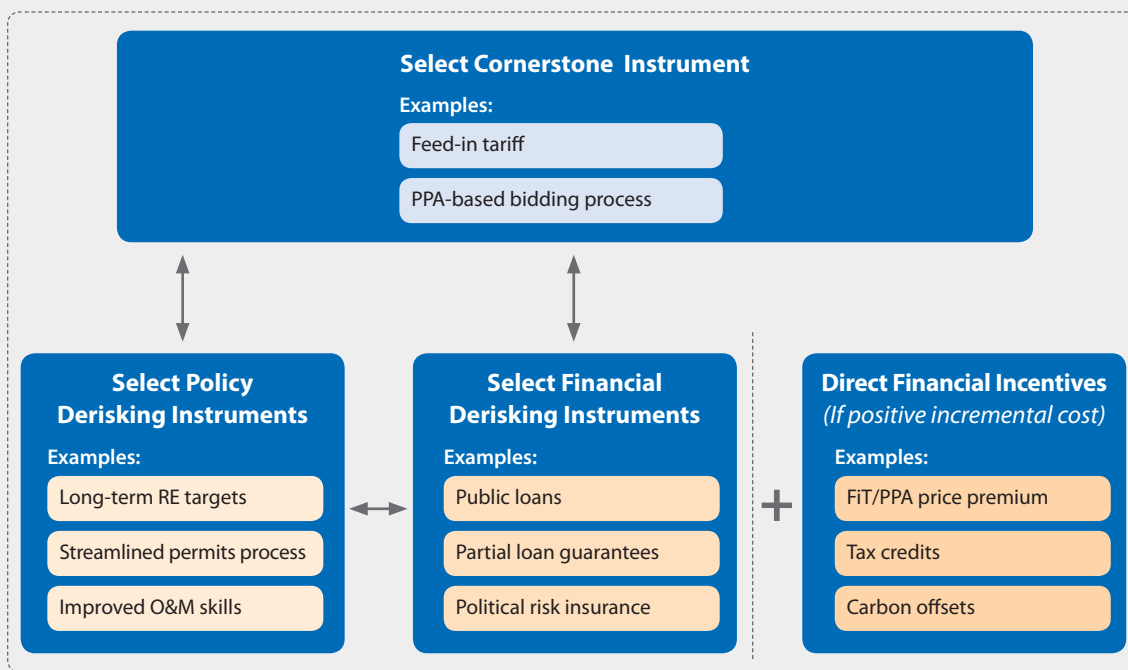 Select Cornerstone Instrument
Examples:
Feed-in tariff
PPA-based bidding process
Select Policy
Derisking Instruments
Examples:
Long-term RE targets
Streamlined permits process
Improved O&M skills
Select Financial
Derisking Instruments
Examples:
Public loans
Partial loan guarantees
Political risk insurance
+
Direct Financial Incentives
(If positive incremental cost)
Examples:
FiT/PPA price premium
Tax credits
Carbon offsets